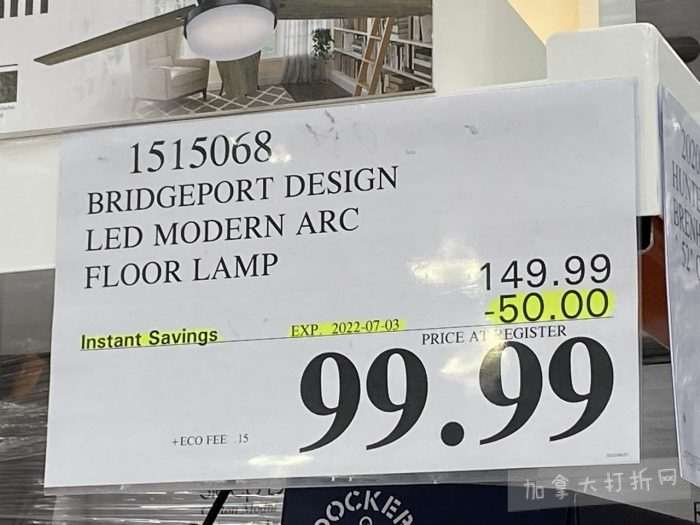 1515068
BRIDGEPORT DESIGN
LED MODERN ARC
FLOOR LAMP
149.99
-50.00
Instant Savings EXP. 2022-07-03
PRICE AT REGISTER
99.99
+ECO FEE .15
DOCKER
加拿大打折网